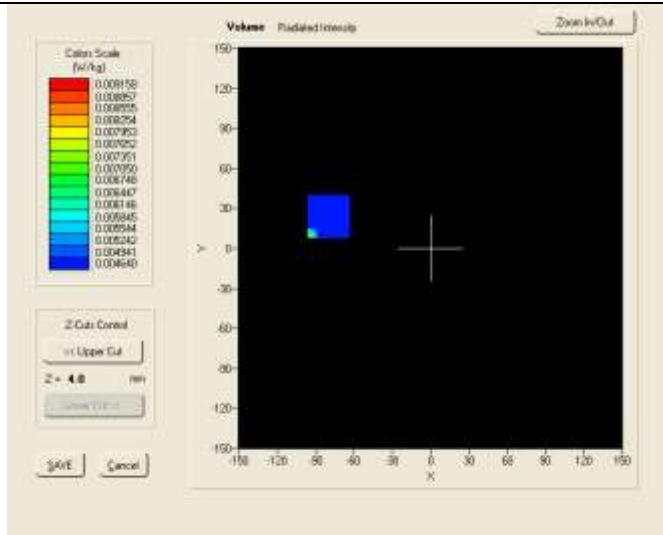 Volume Radiated Intensity
Zoom In/Out
Colors Scale
(W/kg)
0.009158
0.008857
0.008555
0.008254
0.007953
0.007652
0.007351
0.007050
0.006748
0.006447
0.006146
0.005845
0.005544
0.005242
0.004941
0.004640
Z-Cuts Control
<< Upper Cut
Z = 4.0 mm
SAVE Cancel
150
120
90
60
30
Y 0
-30
-60
-90
-120
-150
-150 -120 -90 -60 -30 0 30 60 90 120 150
X